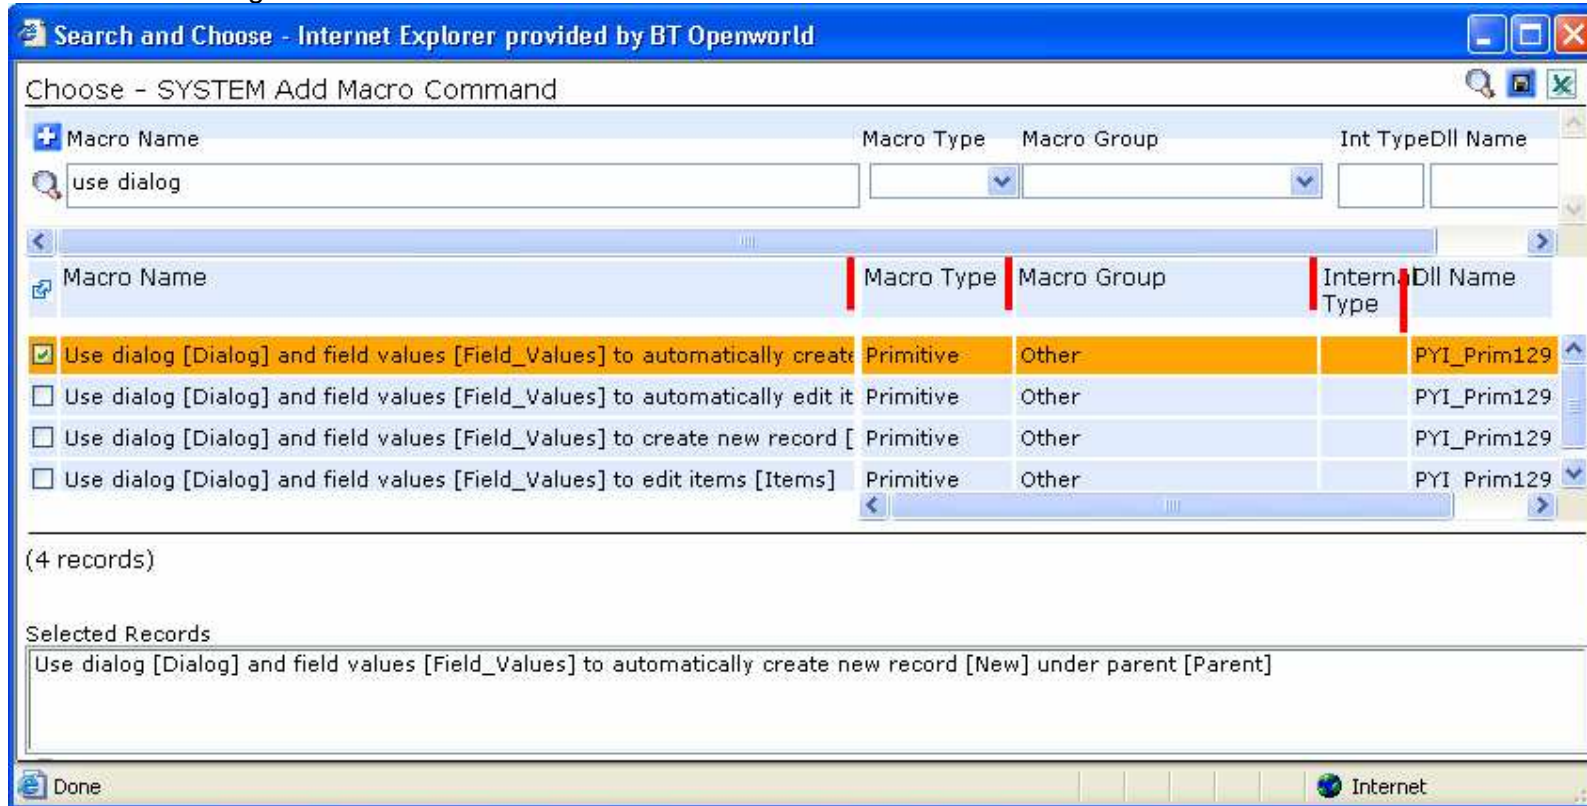 Search and Choose - Internet Explorer provided by BT Openworld
Choose - SYSTEM Add Macro Command
Macro Name Macro Type Macro Group Int Type Dll Name
use dialog
Macro Name Macro Type Macro Group Internal Type Dll Name
Use dialog [Dialog] and field values [Field_Values] to automatically create Primitive Other PYI_Prim129
Use dialog [Dialog] and field values [Field_Values] to automatically edit it Primitive Other PYI_Prim129
Use dialog [Dialog] and field values [Field_Values] to create new record [ Primitive Other PYI_Prim129
Use dialog [Dialog] and field values [Field_Values] to edit items [Items] Primitive Other PYI_Prim129
(4 records)
Selected Records
Use dialog [Dialog] and field values [Field_Values] to automatically create new record [New] under parent [Parent]
Done Internet